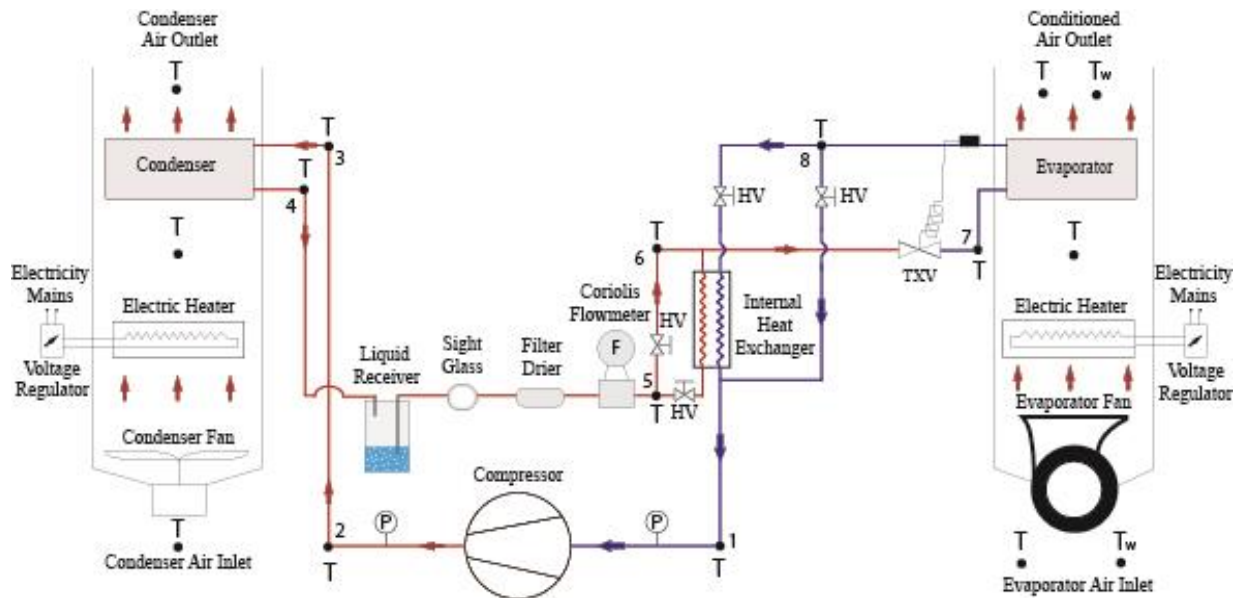 Condenser
Air Outlet
T
Condenser
T
3
T
4
T
Electricity
Mains
Electric Heater
Voltage
Regulator
Condenser Fan
T
Condenser Air Inlet
Liquid
Receiver
Sight
Glass
Filter
Drier
Coriolis
Flowmeter
F
HV
5
T
HV
T
6
Internal
Heat
Exchanger
HV
T
8
HV
TXV
7
T
Compressor
P
2
T
P
1
T
Conditioned
Air Outlet
T
Tw
Evaporator
T
Electricity
Mains
Electric Heater
Voltage
Regulator
Evaporator Fan
T
Tw
Evaporator Air Inlet